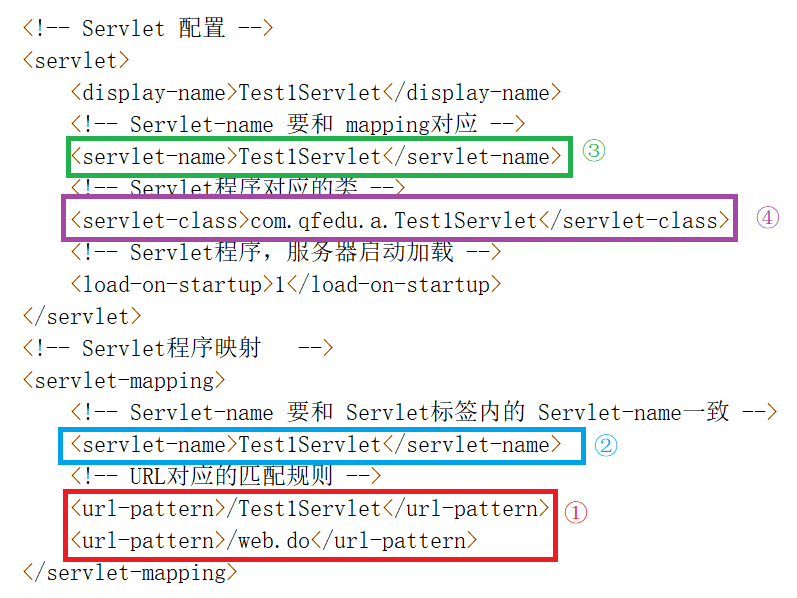 <!-- Servlet 配置 -->
<servlet>
<display-name>Test1Servlet</display-name>
<!-- Servlet-name 要和 mapping对应 -->
<servlet-name>Test1Servlet</servlet-name> ③
<!-- Servlet程序对应的类 -->
<servlet-class>com.qfedu.a.Test1Servlet</servlet-class> ④
<!-- Servlet程序，服务器启动加载 -->
<load-on-startup>1</load-on-startup>
</servlet>
<!-- Servlet程序映射 -->
<servlet-mapping>
<!-- Servlet-name 要和 Servlet标签内的 Servlet-name一致 -->
<servlet-name>Test1Servlet</servlet-name> ②
<!-- URL对应的匹配规则 -->
<url-pattern>/Test1Servlet</url-pattern> ①
<url-pattern>/web.do</url-pattern>
</servlet-mapping>